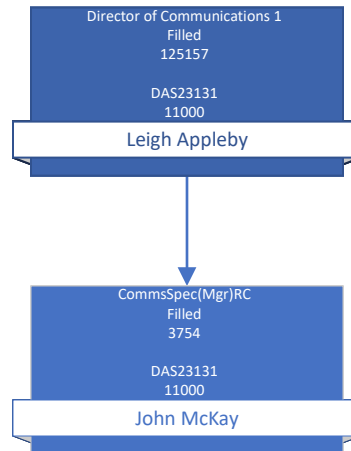 Director of Communications 1
Filled
125157
DAS23131
11000
Leigh Appleby
CommsSpec(Mgr)RC
Filled
3754
DAS23131
11000
John McKay